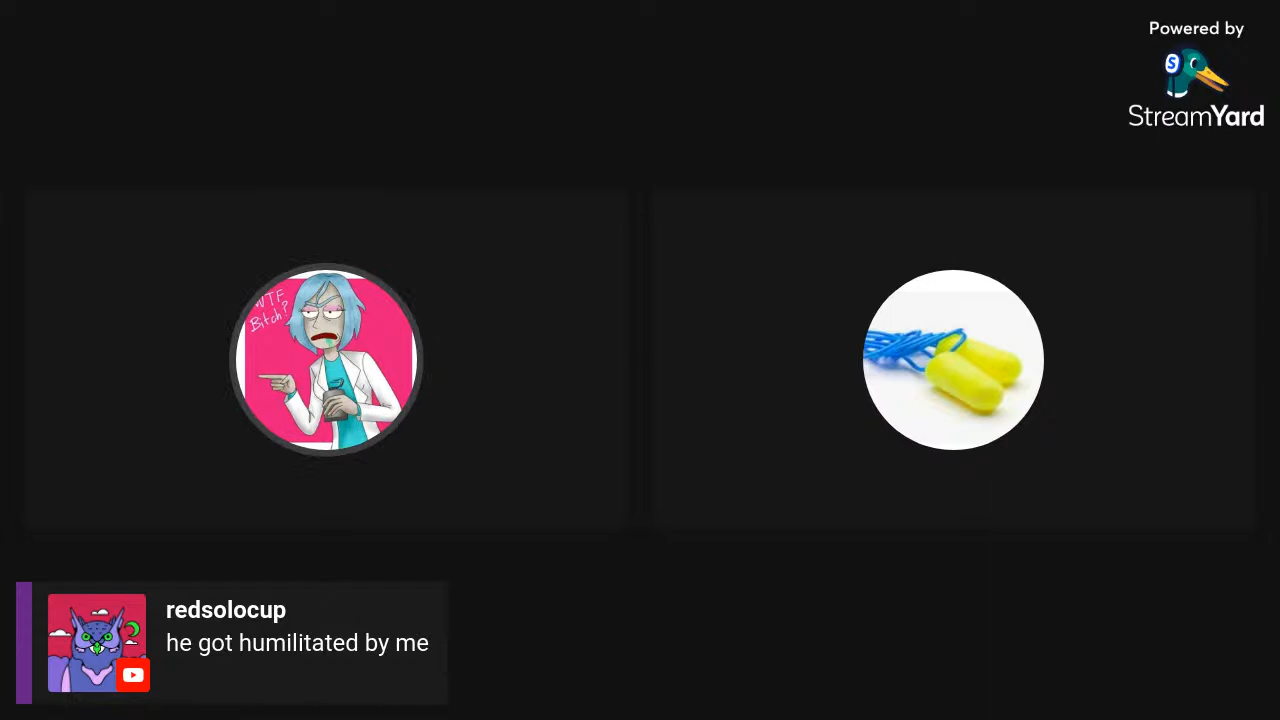 Powered by
S
StreamYard
WTF
Bitch?
redsolocup
he got humilitated by me